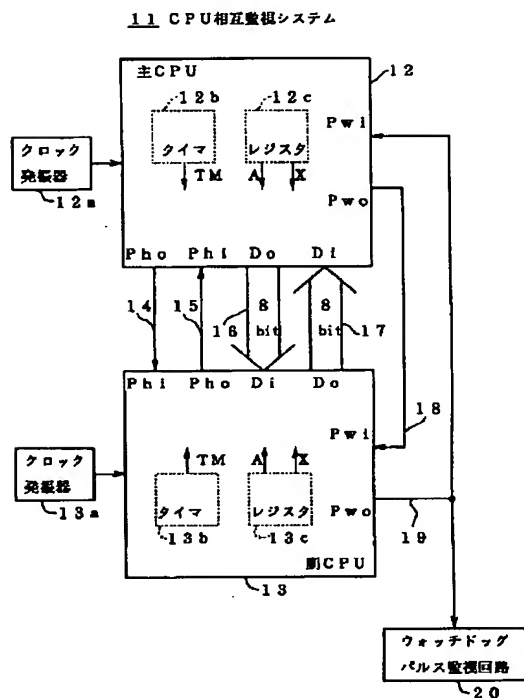 11 CPU相互監視システム
主CPU
12
12b
12c
タイマ
レジスタ
TM
A
X
Pwi
Pwo
クロック
発振器
12a
Pho Phi Do Di
14
15
16
8
bit
8
bit
17
18
Phi Pho Di Do
Pwi
クロック
発振器
13a
TM
A
X
タイマ
レジスタ
13b
13c
Pwo
19
副CPU
13
ウォッチドッグ
パルス監視回路
20